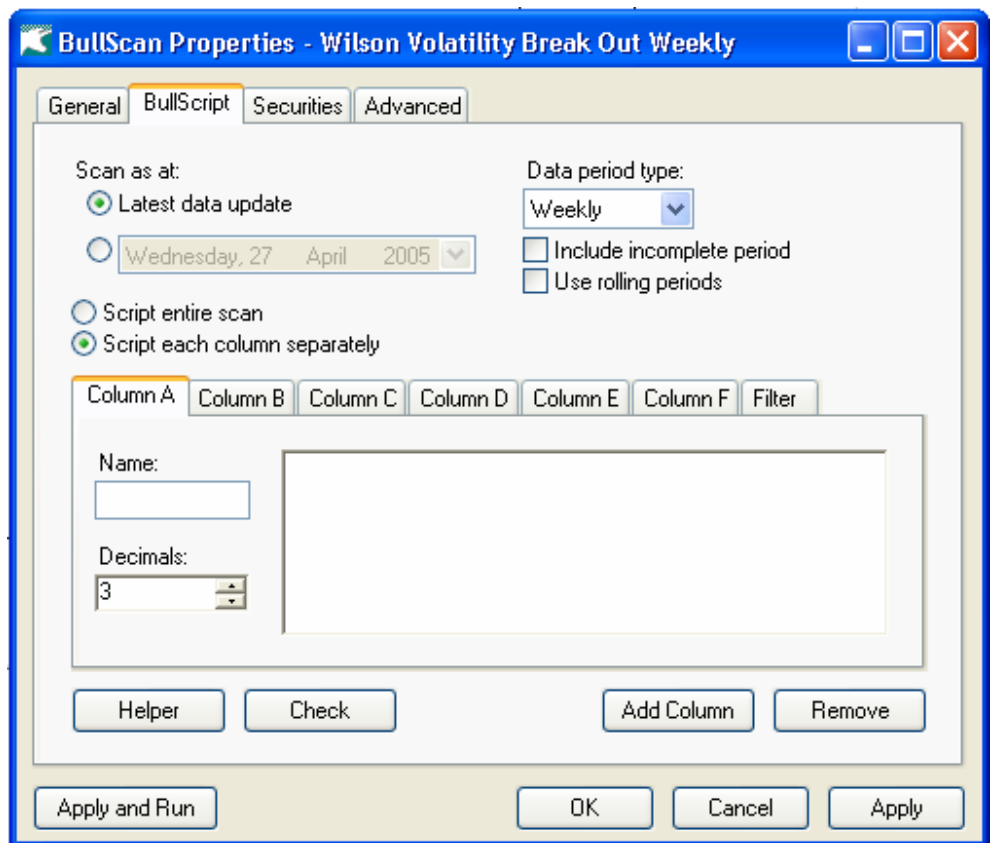 BullScan Properties - Wilson Volatility Break Out Weekly
General BullScript Securities Advanced
Scan as at: Data period type:
Latest data update Weekly
Wednesday, 27 April 2005 Include incomplete period
Use rolling periods
Script entire scan
Script each column separately
Column A Column B Column C Column D Column E Column F Filter
Name:
Decimals:
3
Helper Check Add Column Remove
Apply and Run OK Cancel Apply